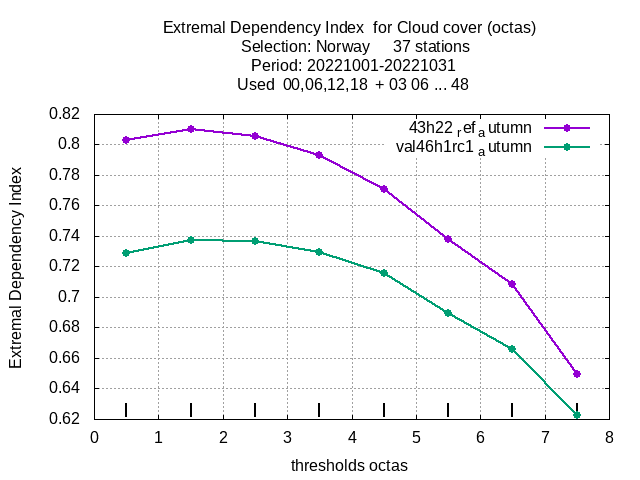 Extremal Dependency Index  for Cloud cover (octas)
Selection: Norway     37 stations
Period: 20221001-20221031
Used  00,06,12,18  + 03 06 ... 48
43h22 ref autumn
val46h1rc1 autumn
Extremal Dependency Index
0.82
0.8
0.78
0.76
0.74
0.72
0.7
0.68
0.66
0.64
0.62
0 1 2 3 4 5 6 7 8
thresholds octas